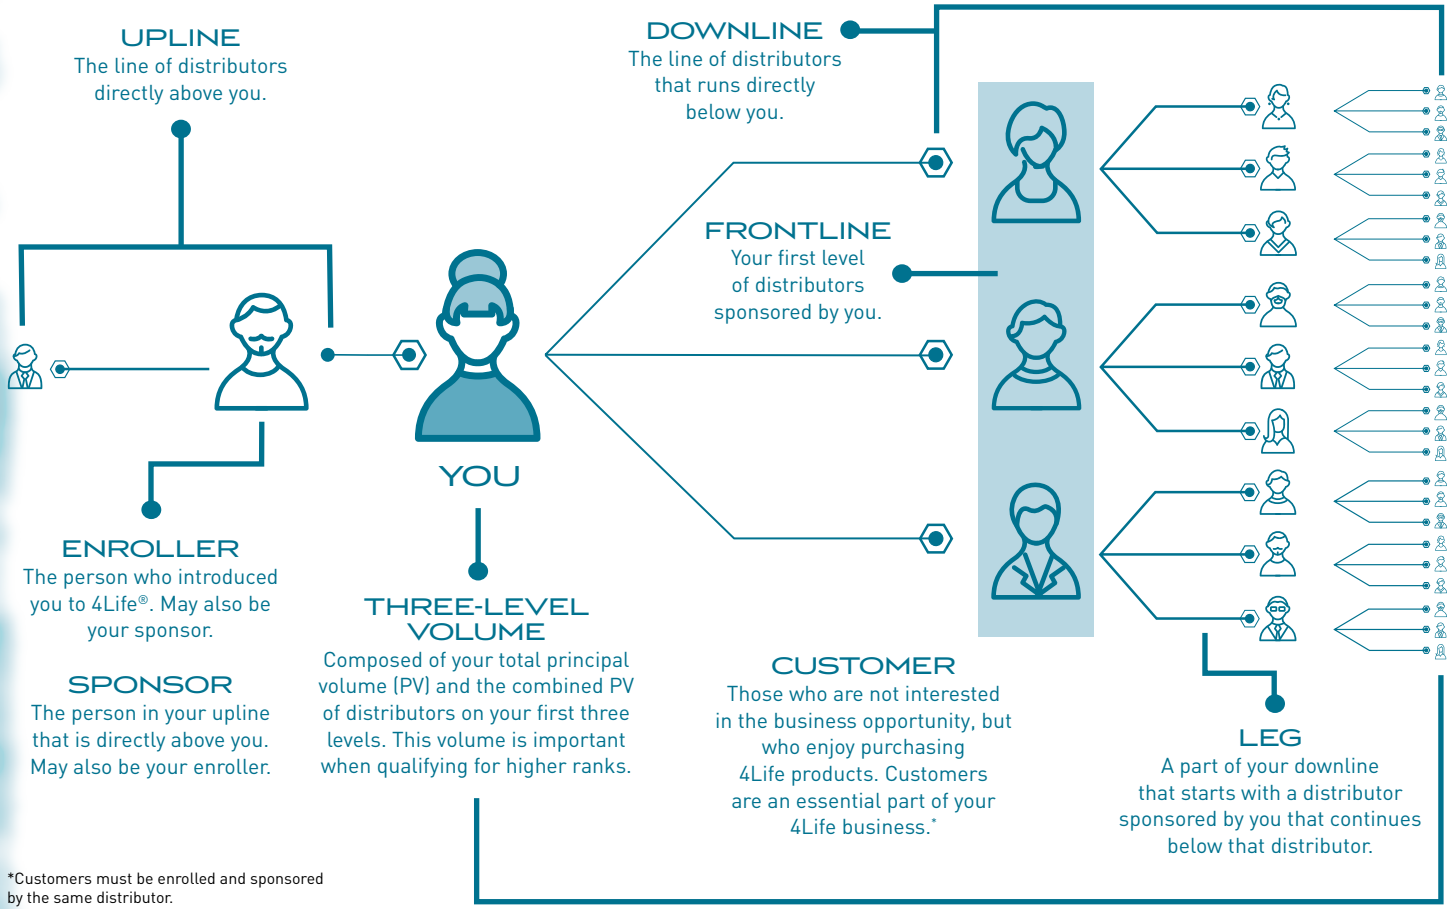 UPLINE
The line of distributors
directly above you.
DOWNLINE
The line of distributors
that runs directly
below you.
FRONTLINE
Your first level
of distributors
sponsored by you.
YOU
ENROLLER
The person who introduced
you to 4Life®. May also be
your sponsor.
SPONSOR
The person in your upline
that is directly above you.
May also be your enroller.
THREE-LEVEL
VOLUME
Composed of your total principal
volume (PV) and the combined PV
of distributors on your first three
levels. This volume is important
when qualifying for higher ranks.
CUSTOMER
Those who are not interested
in the business opportunity, but
who enjoy purchasing
4Life products. Customers
are an essential part of your
4Life business.*
LEG
A part of your downline
that starts with a distributor
sponsored by you that continues
below that distributor.
*Customers must be enrolled and sponsored
by the same distributor.